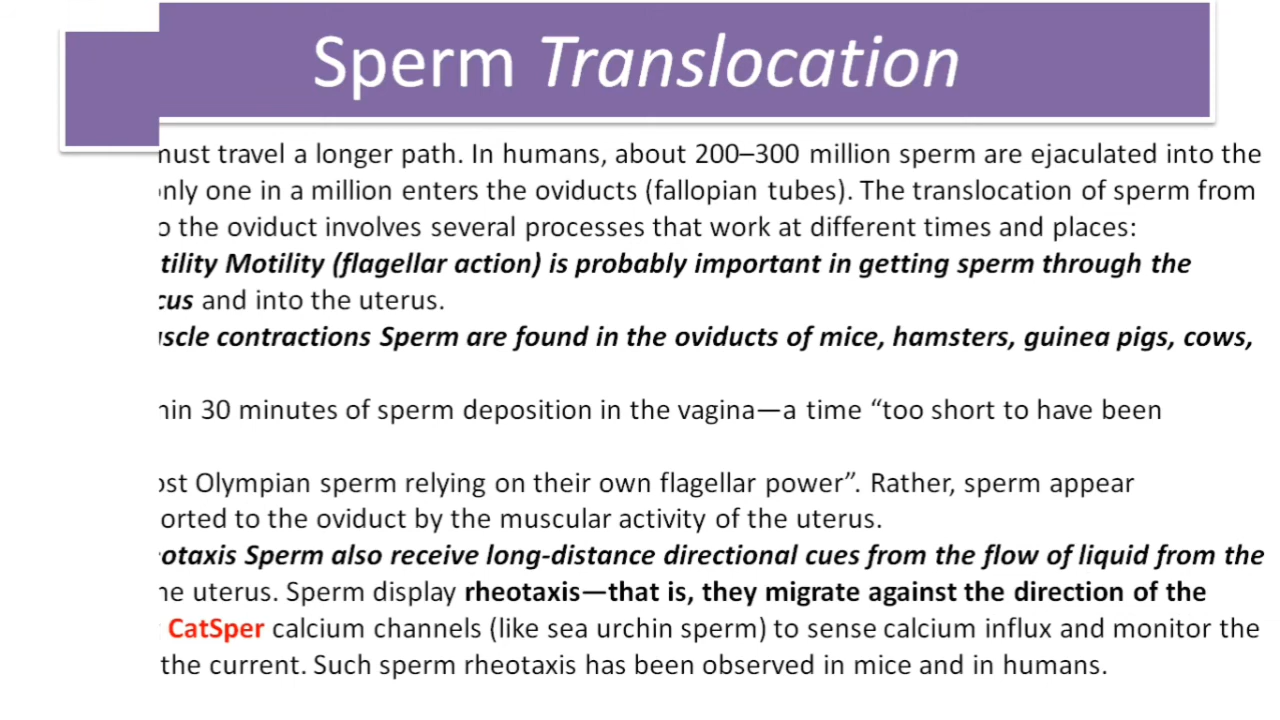 Sperm Translocation
must travel a longer path. In humans, about 200–300 million sperm are ejaculated into the
only one in a million enters the oviducts (fallopian tubes). The translocation of sperm from
the oviduct involves several processes that work at different times and places:
Motility (flagellar action) is probably important in getting sperm through the
and into the uterus.
contractions Sperm are found in the oviducts of mice, hamsters, guinea pigs, cows,
30 minutes of sperm deposition in the vagina—a time “too short to have been
Olympian sperm relying on their own flagellar power”. Rather, sperm appear
to the oviduct by the muscular activity of the uterus.
Sperm also receive long-distance directional cues from the flow of liquid from the
uterus. Sperm display rheotaxis—that is, they migrate against the direction of the
CatSper calcium channels (like sea urchin sperm) to sense calcium influx and monitor the
the current. Such sperm rheotaxis has been observed in mice and in humans.